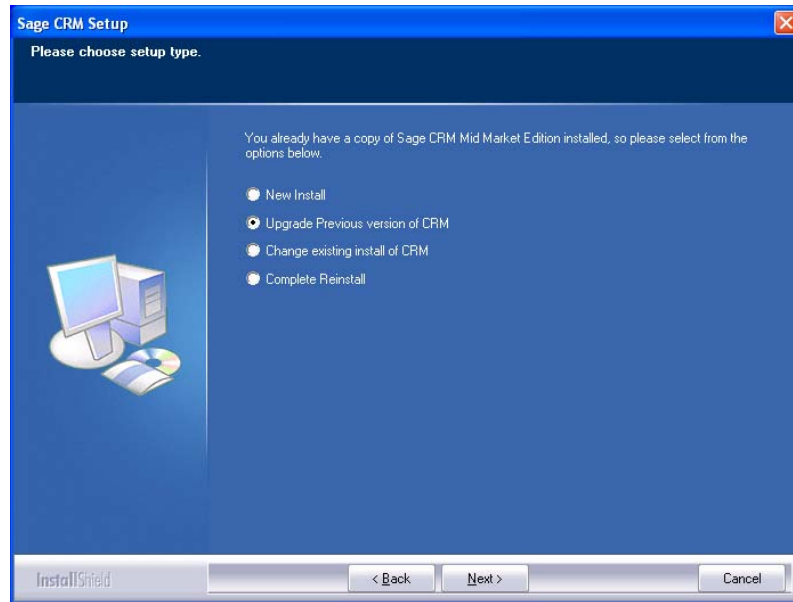 Sage CRM Setup
Please choose setup type.
You already have a copy of Sage CRM Mid Market Edition installed, so please select from the
options below.
New Install
Upgrade Previous version of CRM
Change existing install of CRM
Complete Reinstall
InstallShield
< Back
Next >
Cancel